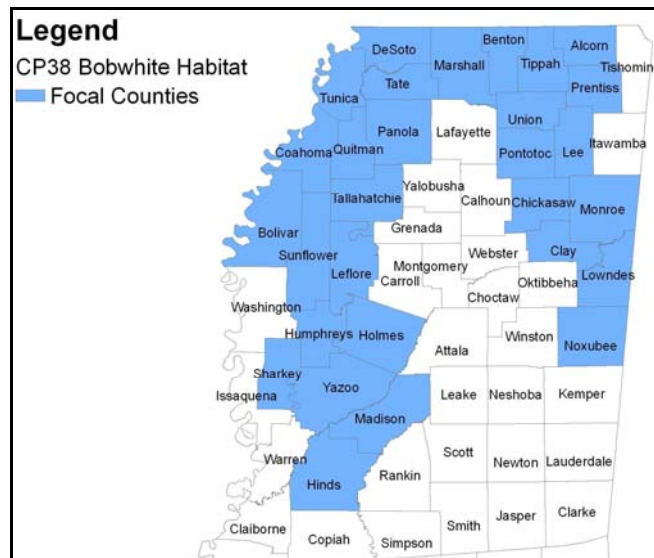 Legend
CP38 Bobwhite Habitat
Focal Counties
DeSoto
Benton
Alcorn
Marshall
Tippah
Tishomin
Tate
Prentiss
Tunica
Union
Panola
Lafayette
Itawamba
Quitman
Coahoma
Pontotoc
Lee
Yalobusha
Tallahatchie
Calhoun
Chickasaw
Monroe
Grenada
Bolivar
Sunflower
Webster
Clay
Leflore
Montgomery
Carroll
Oktibbeha
Lowndes
Choctaw
Washington
Humphreys
Holmes
Winston
Attala
Noxubee
Sharkey
Yazoo
Issaquena
Leake
Neshoba
Kemper
Madison
Scott
Warren
Newton
Lauderdale
Rankin
Hinds
Jasper
Clarke
Smith
Claiborne
Copiah
Simpson